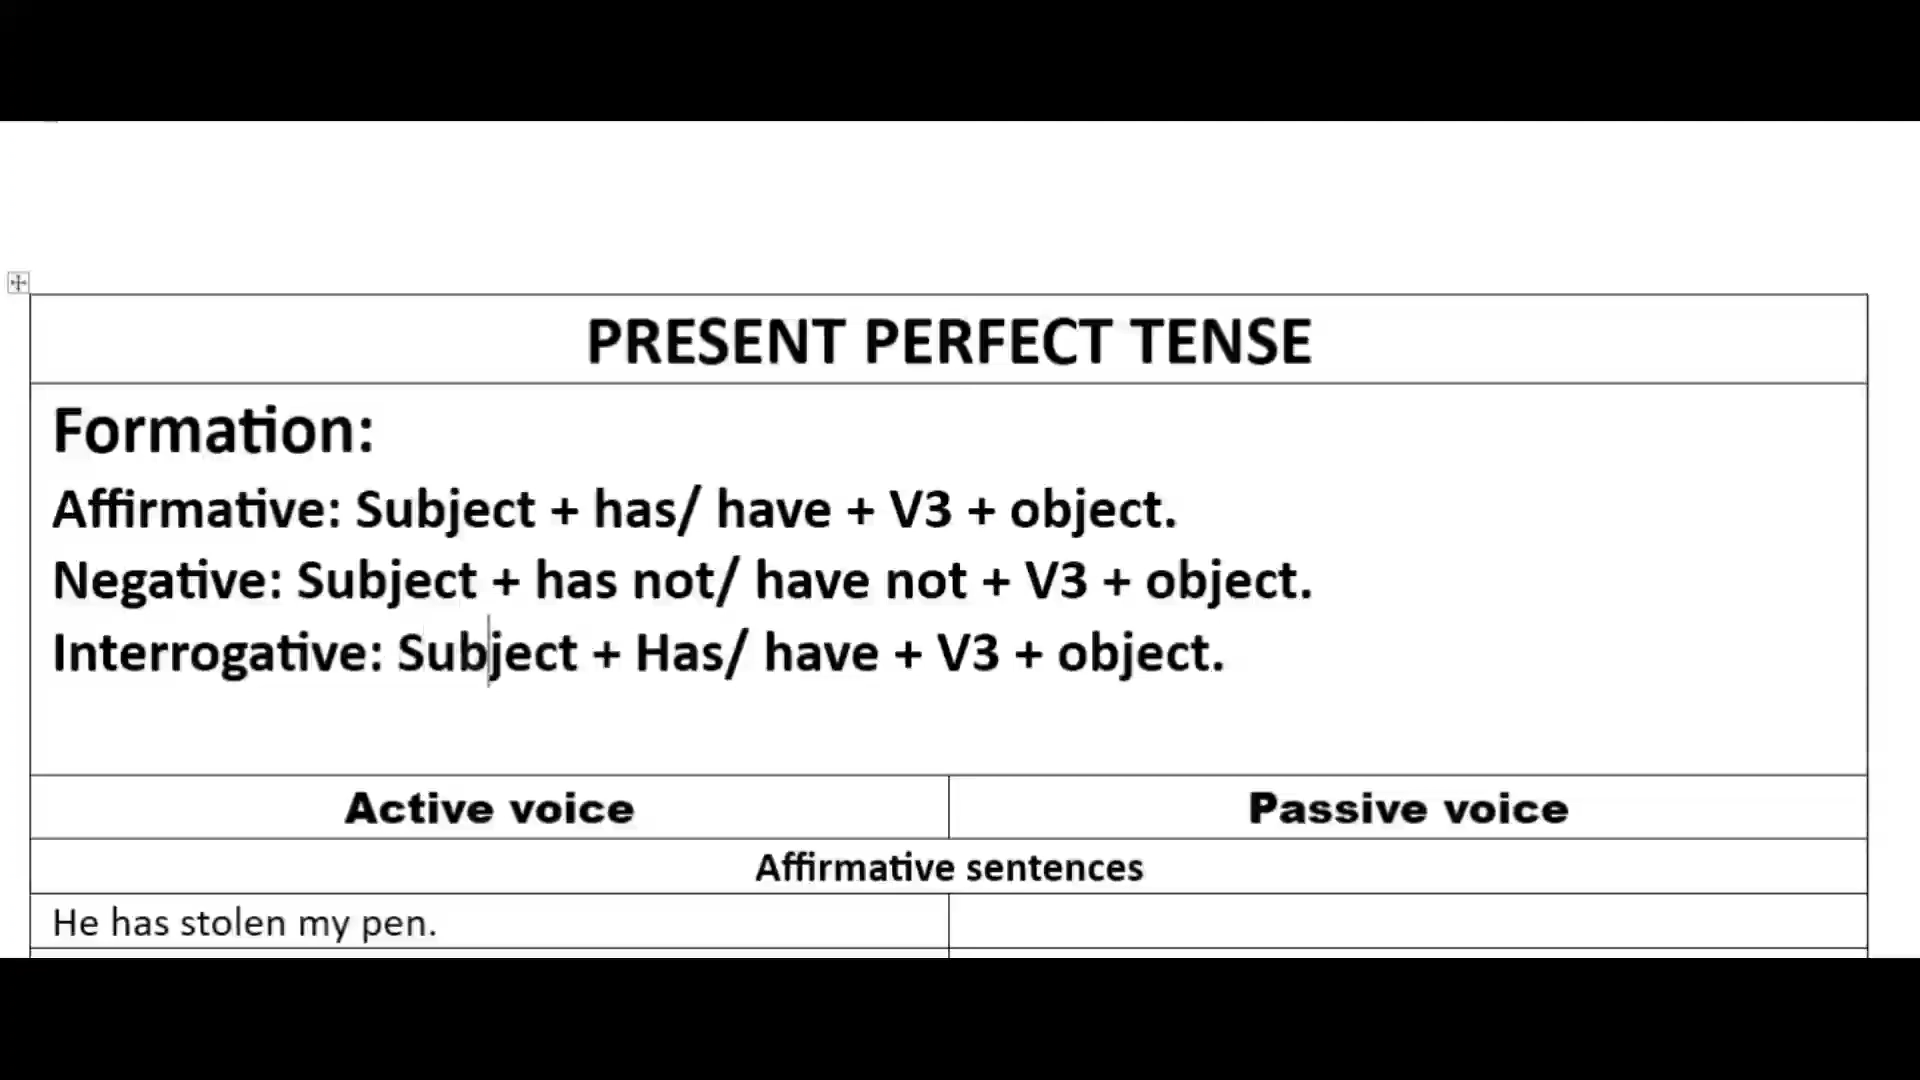 PRESENT PERFECT TENSE
Formation:
Affirmative: Subject + has/ have + V3 + object.
Negative: Subject + has not/ have not + V3 + object.
Interrogative: Subject + Has/ have + V3 + object.
Active voice
Passive voice
Affirmative sentences
He has stolen my pen.